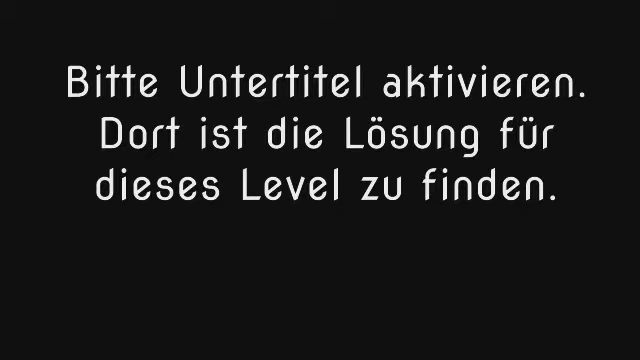 Bitte Untertitel aktivieren.
Dort ist die Lösung für
dieses Level zu finden.